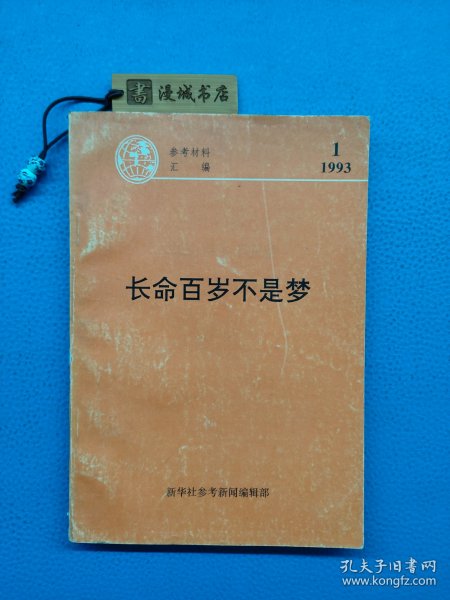 書 漫城书店
参考材料
汇编
1
1993
长命百岁不是梦
新华社参考新闻编辑部
孔夫子旧书网
www.kongfz.com